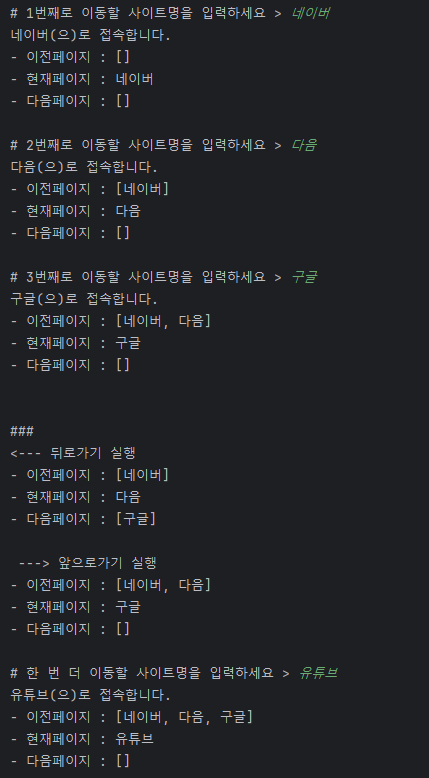 # 1번째로 이동할 사이트명을 입력하세요 > 네이버
네이버(으)로 접속합니다.
- 이전페이지 : []
- 현재페이지 : 네이버
- 다음페이지 : []
# 2번째로 이동할 사이트명을 입력하세요 > 다음
다음(으)로 접속합니다.
- 이전페이지 : [네이버]
- 현재페이지 : 다음
- 다음페이지 : []
# 3번째로 이동할 사이트명을 입력하세요 > 구글
구글(으)로 접속합니다.
- 이전페이지 : [네이버, 다음]
- 현재페이지 : 구글
- 다음페이지 : []
###
<--- 뒤로가기 실행
- 이전페이지 : [네이버]
- 현재페이지 : 다음
- 다음페이지 : [구글]
---> 앞으로가기 실행
- 이전페이지 : [네이버, 다음]
- 현재페이지 : 구글
- 다음페이지 : []
# 한 번 더 이동할 사이트명을 입력하세요 > 유튜브
유튜브(으)로 접속합니다.
- 이전페이지 : [네이버, 다음, 구글]
- 현재페이지 : 유튜브
- 다음페이지 : []